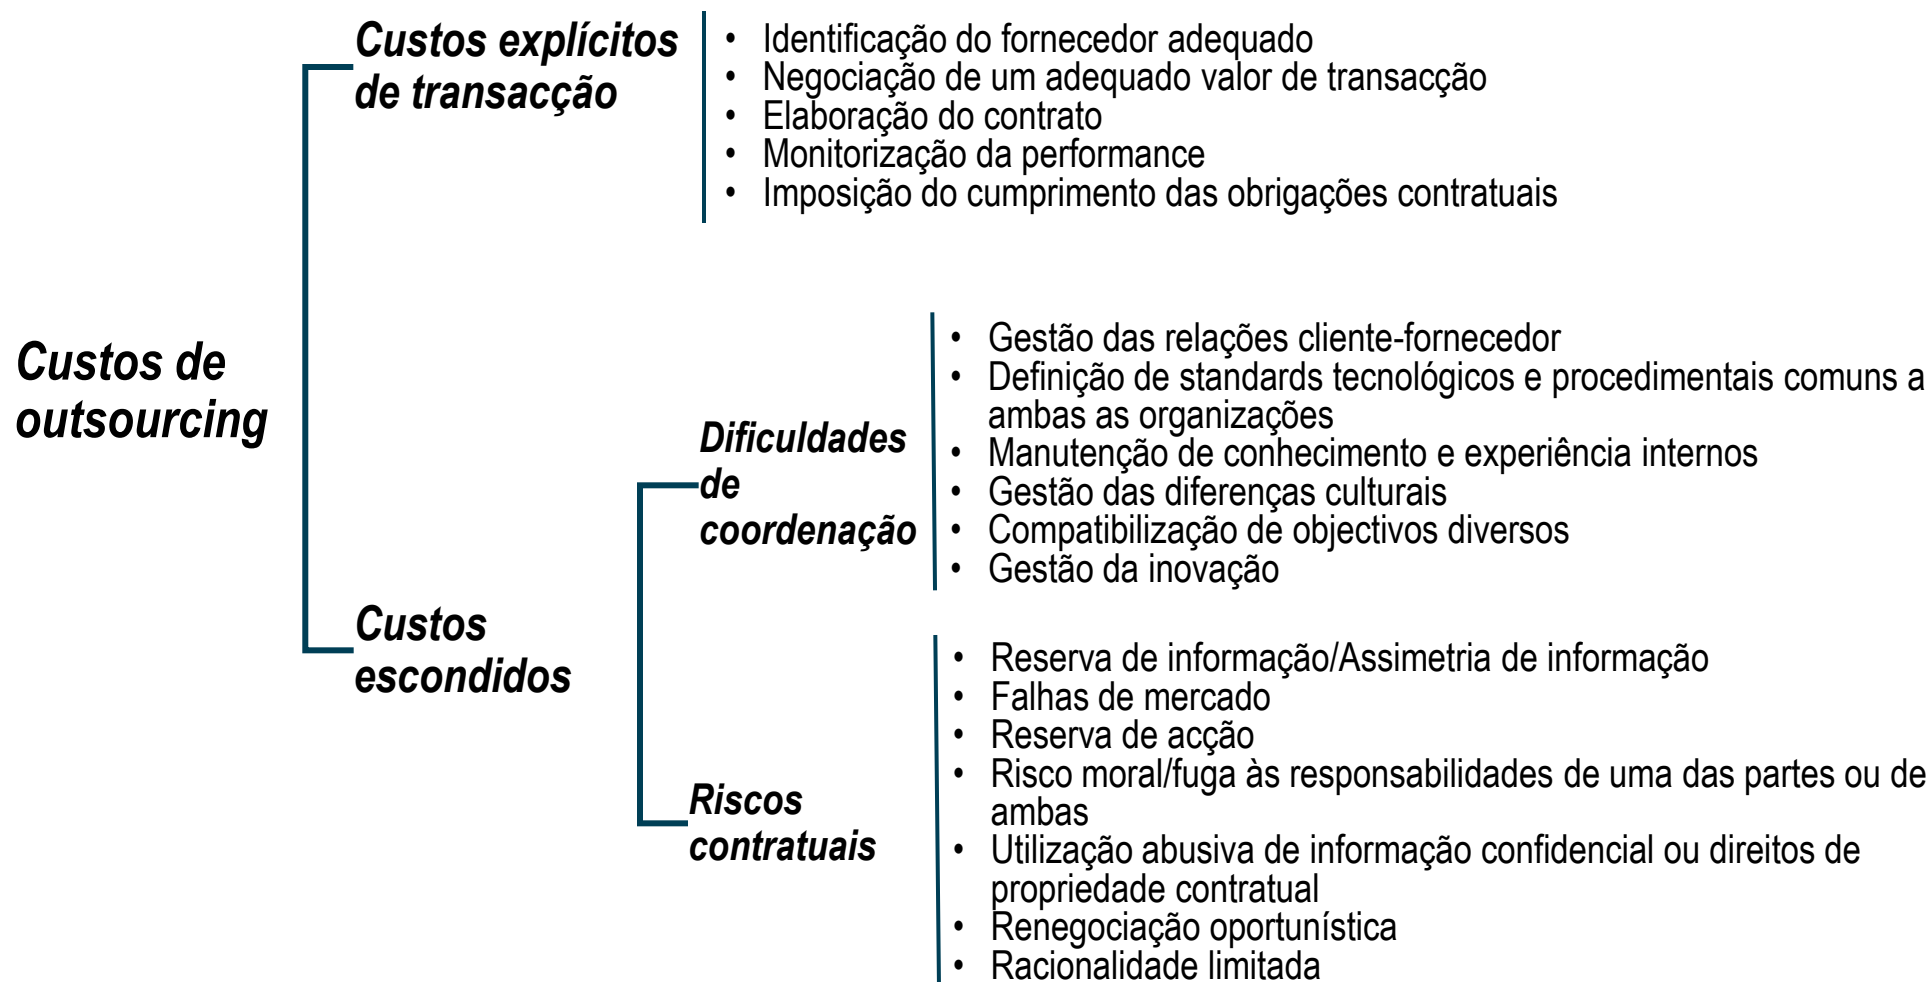 Custos de
outsourcing
Custos explícitos
de transacção
• Identificação do fornecedor adequado
• Negociação de um adequado valor de transacção
• Elaboração do contrato
• Monitorização da performance
• Imposição do cumprimento das obrigações contratuais
Custos
escondidos
Dificuldades
de
coordenação
• Gestão das relações cliente-fornecedor
• Definição de standards tecnológicos e procedimentais comuns a
ambas as organizações
• Manutenção de conhecimento e experiência internos
• Gestão das diferenças culturais
• Compatibilização de objectivos diversos
• Gestão da inovação
Riscos
contratuais
• Reserva de informação/Assimetria de informação
• Falhas de mercado
• Reserva de acção
• Risco moral/fuga às responsabilidades de uma das partes ou de
ambas
• Utilização abusiva de informação confidencial ou direitos de
propriedade contratual
• Renegociação oportunística
• Racionalidade limitada